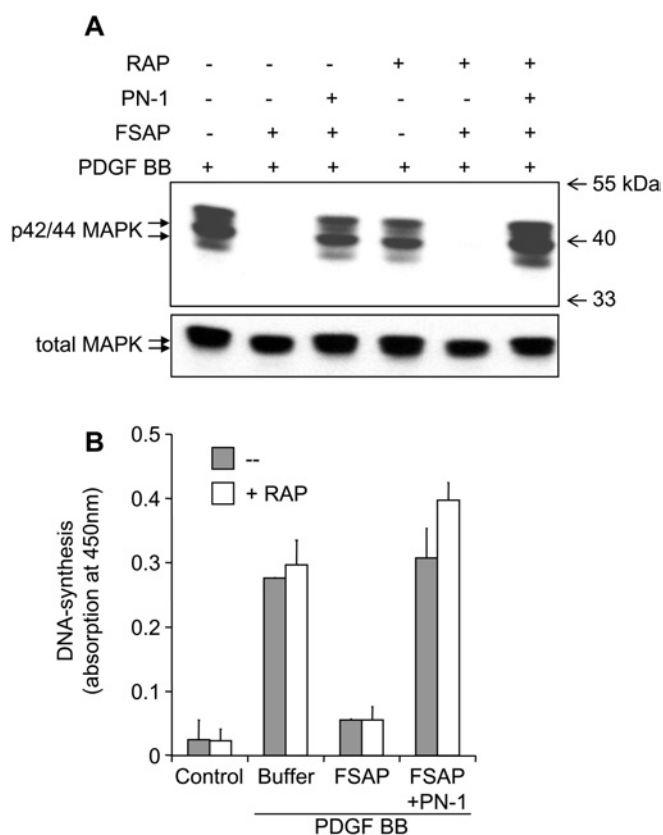 A
RAP - - - + + +
PN-1 - - + - - +
FSAP - + + - + +
PDGF BB + + + + + +
55 kDa
p42/44 MAPK
40
33
total MAPK
B
0.5
0.4
0.3
0.2
0.1
0
DNA-synthesis
(absorption at 450nm)
--
+ RAP
Control Buffer FSAP FSAP
+PN-1
PDGF BB